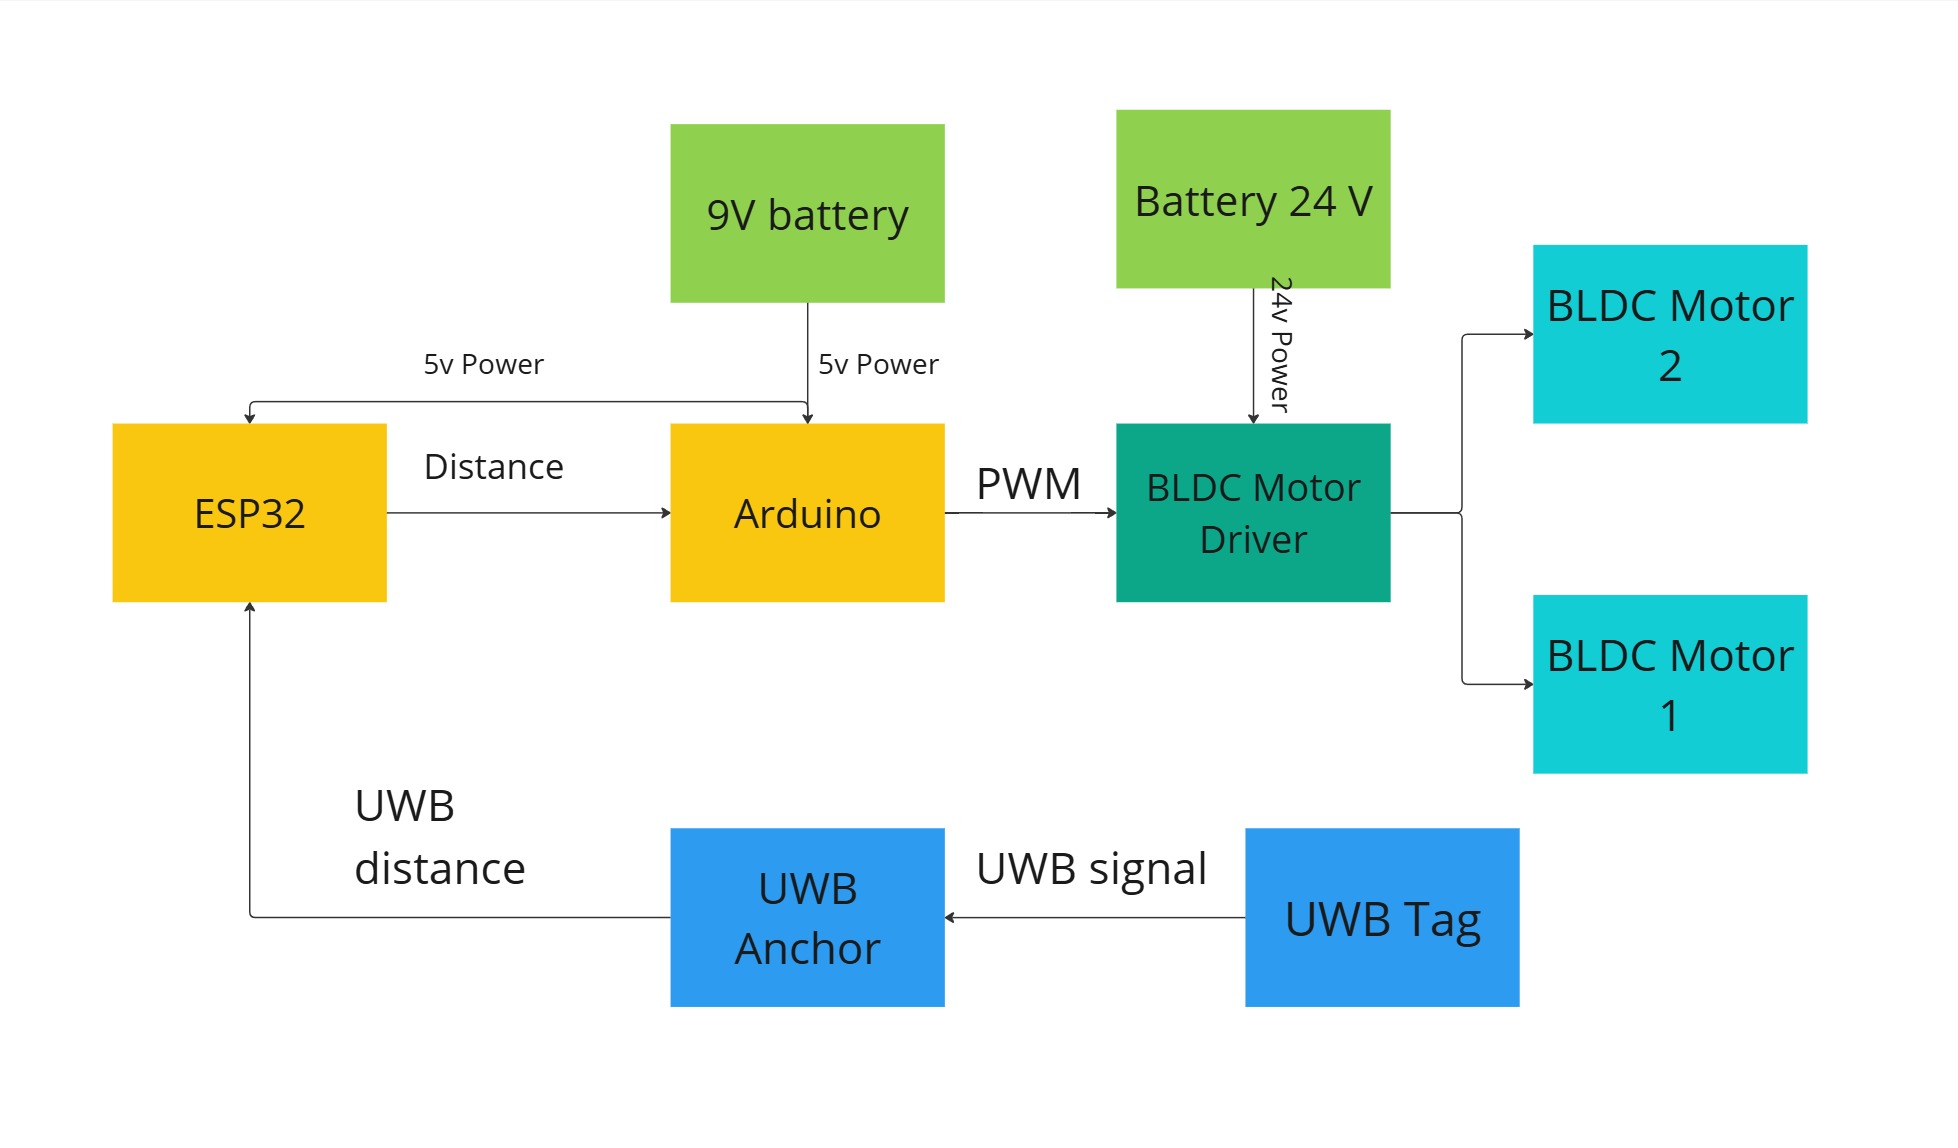 9V battery
Battery 24 V
24v Power
BLDC Motor
2
5v Power
5v Power
ESP32
Distance
Arduino
PWM
BLDC Motor
Driver
BLDC Motor
1
UWB
distance
UWB
Anchor
UWB signal
UWB Tag